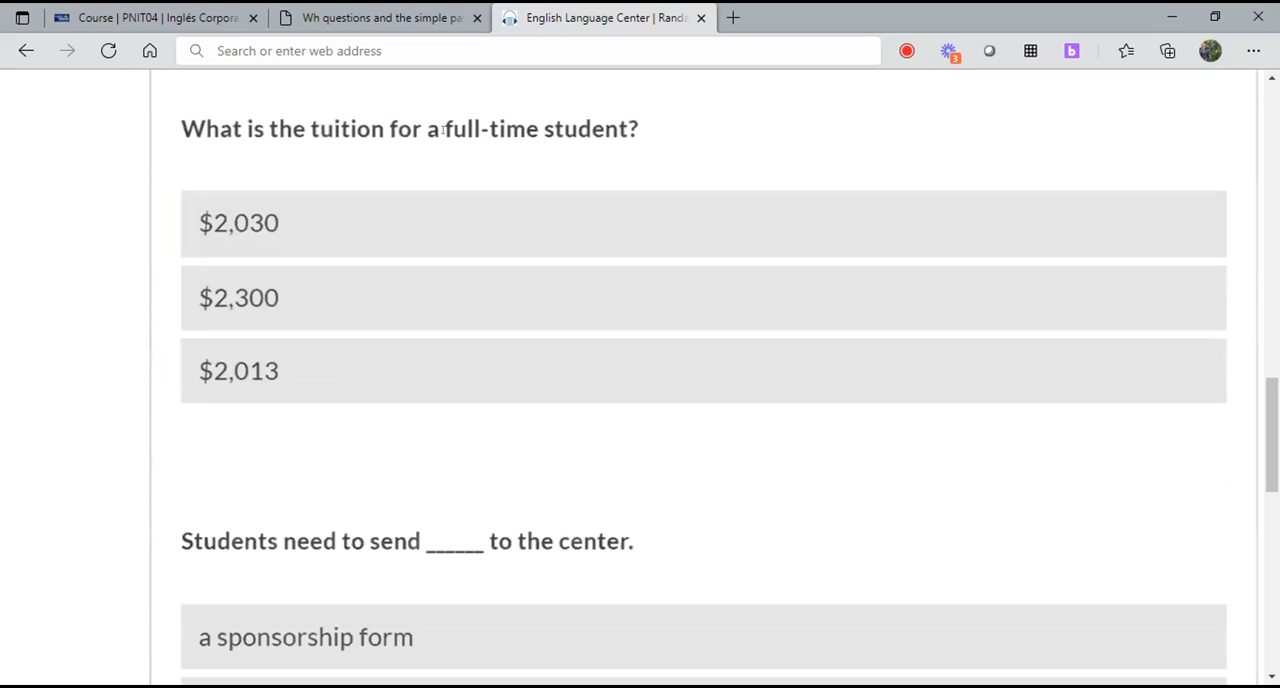 Course | PNIT04 | Inglés Corpora
Wh questions and the simple pa
English Language Center | Randa
Search or enter web address
3
b
What is the tuition for a full-time student?
$2,030
$2,300
$2,013
Students need to send ______ to the center.
a sponsorship form